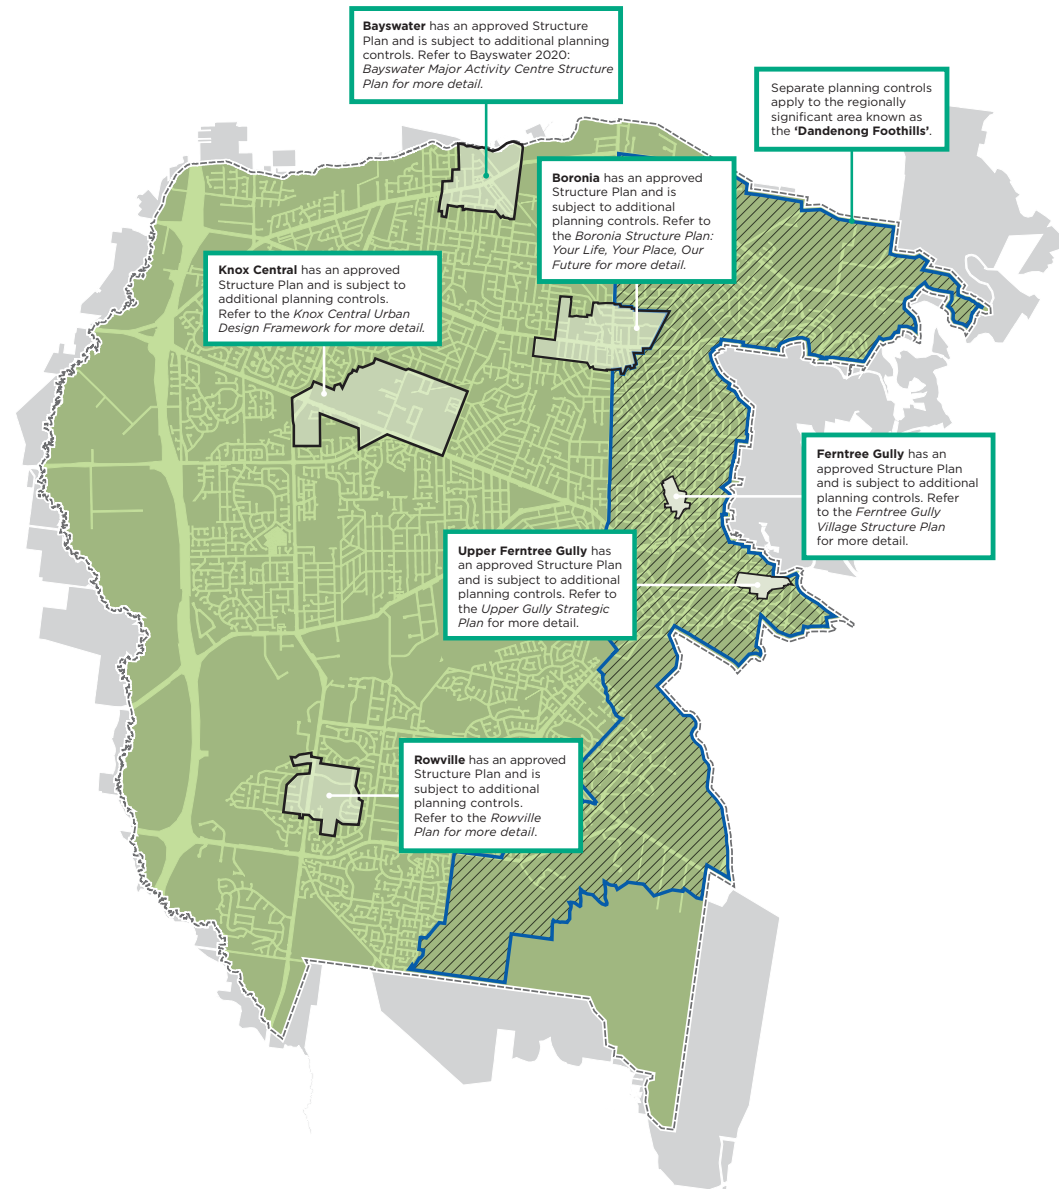 Bayswater has an approved Structure
Plan and is subject to additional planning
controls. Refer to Bayswater 2020:
Bayswater Major Activity Centre Structure
Plan for more detail.
Separate planning controls
apply to the regionally
significant area known as
the ‘Dandenong Foothills’.
Boronia has an approved
Structure Plan and is
subject to additional
planning controls. Refer to
the Boronia Structure Plan:
Your Life, Your Place, Our
Future for more detail.
Knox Central has an approved
Structure Plan and is subject to
additional planning controls.
Refer to the Knox Central Urban
Design Framework for more detail.
Ferntree Gully has an
approved Structure Plan
and is subject to additional
planning controls. Refer
to the Ferntree Gully
Village Structure Plan
for more detail.
Upper Ferntree Gully has
an approved Structure Plan
and is subject to additional
planning controls. Refer to
the Upper Gully Strategic
Plan for more detail.
Rowville has an approved
Structure Plan and is
subject to additional
planning controls.
Refer to the Rowville
Plan for more detail.